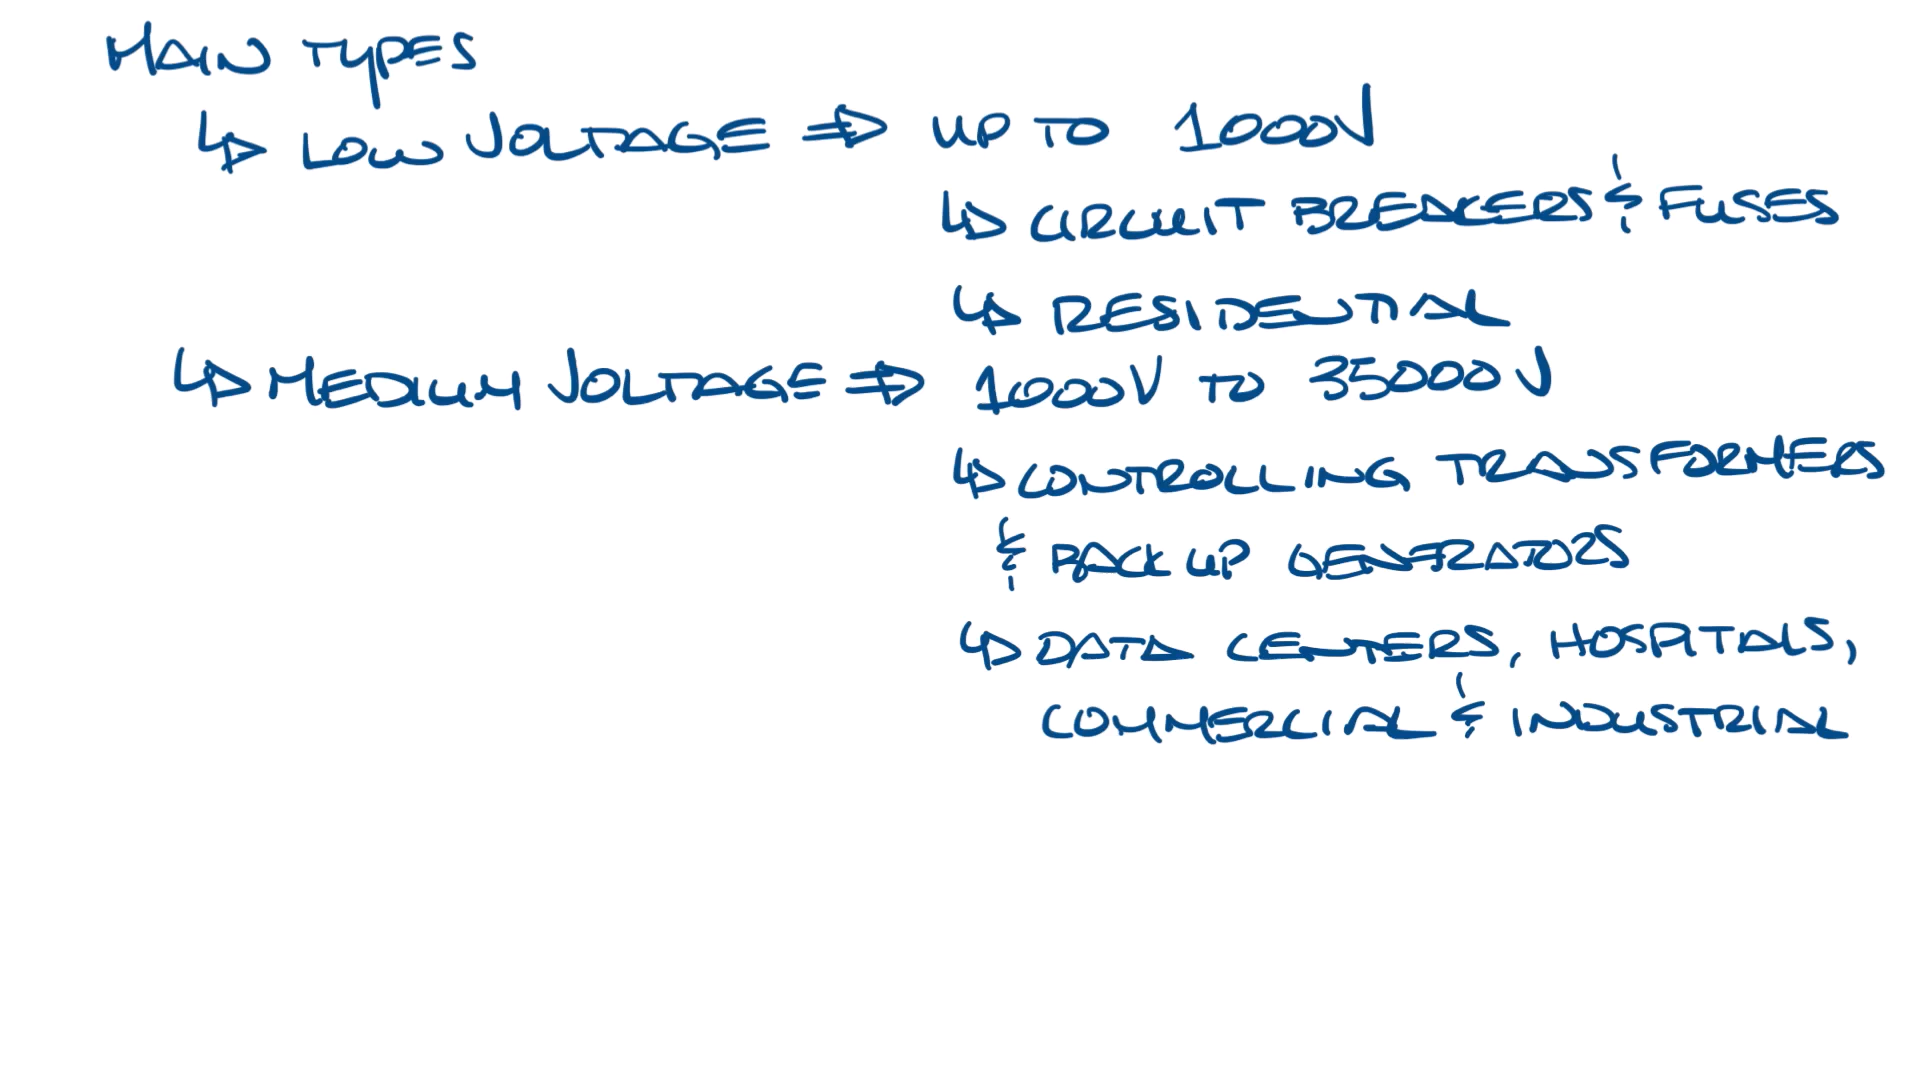 MAIN TYPES
↳ LOW VOLTAGE ⇒ UP TO 1000V
↳ CIRCUIT BREAKERS & FUSES
↳ RESIDENTIAL
↳ MEDIUM VOLTAGE ⇒ 1000V TO 35000V
↳ CONTROLLING TRANSFORMERS
& BACK UP GENERATORS
↳ DATA CENTERS, HOSPITALS,
COMMERCIAL & INDUSTRIAL